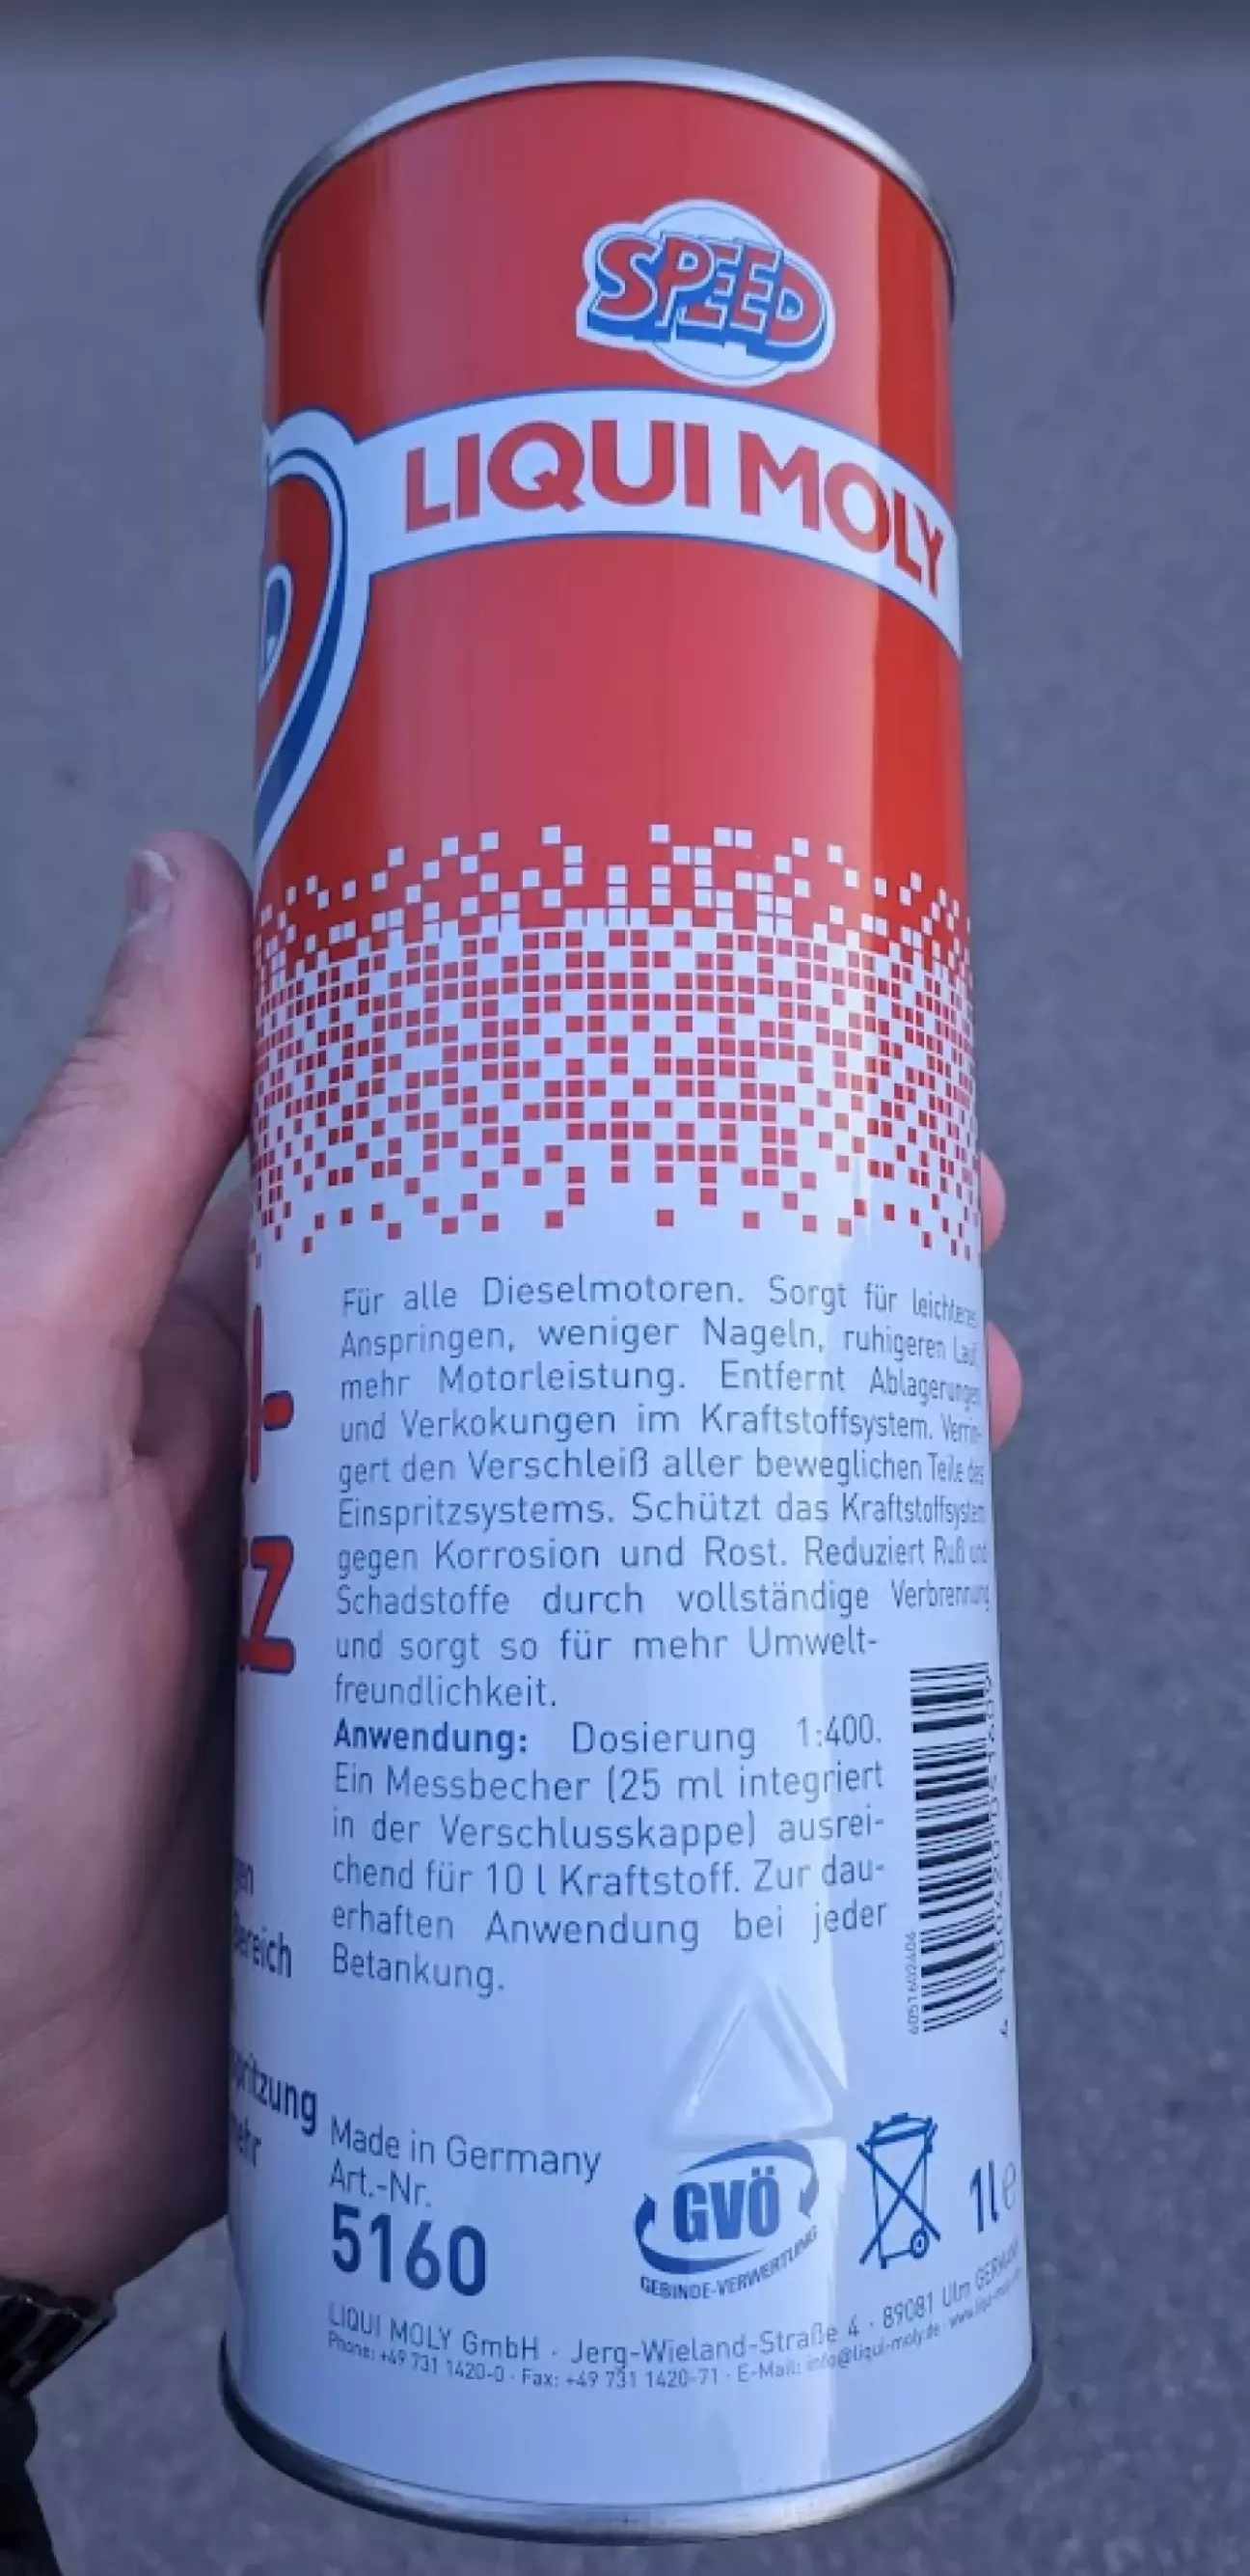 SPEED
LIQUI MOLY
Für alle Dieselmotoren. Sorgt für leichteres
Anspringen, weniger Nageln, ruhigeren Lauf,
mehr Motorleistung. Entfernt Ablagerungen
und Verkokungen im Kraftstoffsystem. Verrin-
gert den Verschleiß aller beweglichen Teile des
Einspritzsystems. Schützt das Kraftstoffsystem
gegen Korrosion und Rost. Reduziert Ruß und
Schadstoffe durch vollständige Verbrennung
und sorgt so für mehr Umwelt-
freundlichkeit.
Anwendung: Dosierung 1:400.
Ein Messbecher (25 ml integriert
in der Verschlusskappe) ausrei-
chend für 10 l Kraftstoff. Zur dau-
erhaften Anwendung bei jeder
Betankung.
Made in Germany
Art.-Nr.
5160
GVÖ
GEBINDE-VERWERTUNG
1l e
LIQUI MOLY GmbH · Jerg-Wieland-Straße 4 · 89081 Ulm GERMANY
Phone: +49 731 1420-0 · Fax: +49 731 1420-71 · E-Mail: info@liqui-moly.de